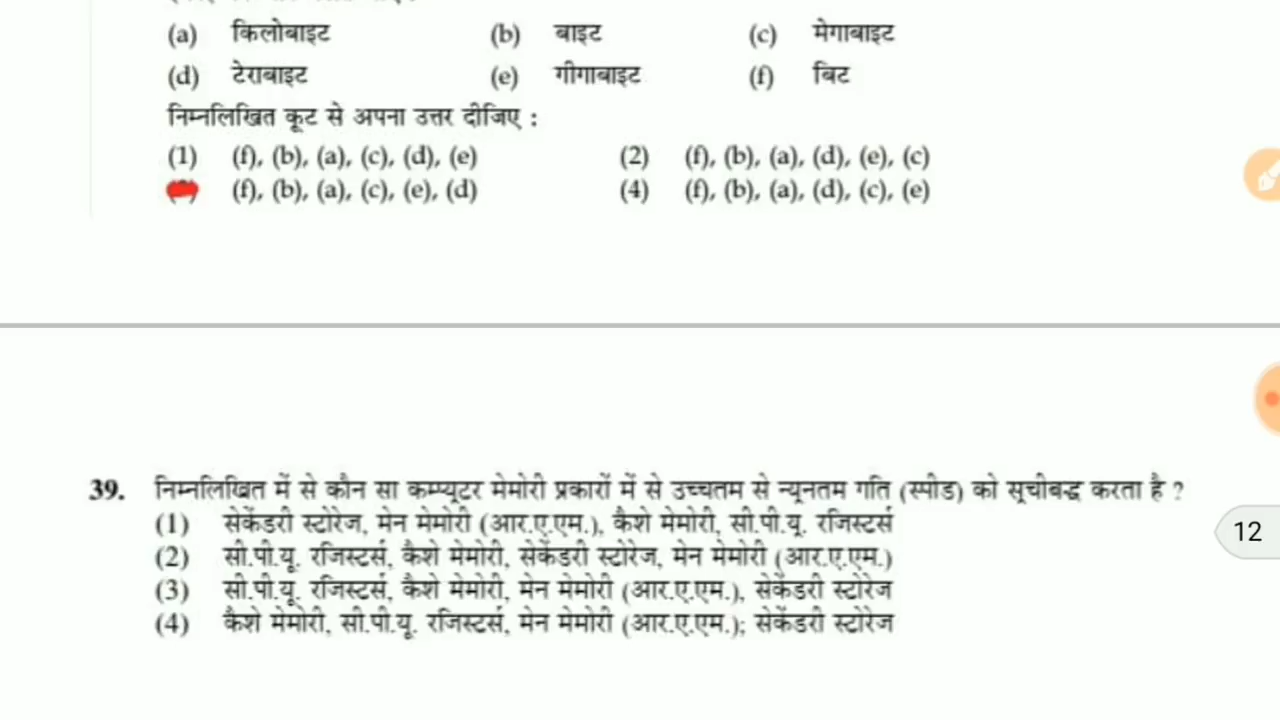 (a) किलोबाइट (b) बाइट (c) मेगाबाइट
(d) टेराबाइट (e) गीगाबाइट (f) बिट
निम्नलिखित कूट से अपना उत्तर दीजिए :
(1) (f), (b), (a), (c), (d), (e) (2) (f), (b), (a), (d), (e), (c)
(f), (b), (a), (c), (e), (d) (4) (f), (b), (a), (d), (c), (e)
39. निम्नलिखित में से कौन सा कम्प्यूटर मेमोरी प्रकारों में से उच्चतम से न्यूनतम गति (स्पीड) को सूचीबद्ध करता है ?
(1) सेकेंडरी स्टोरेज, मेन मेमोरी (आर.ए.एम.), कैशे मेमोरी, सी.पी.यू. रजिस्टर्स
(2) सी.पी.यू. रजिस्टर्स, कैशे मेमोरी, सेकेंडरी स्टोरेज, मेन मेमोरी (आर.ए.एम.)
(3) सी.पी.यू. रजिस्टर्स, कैशे मेमोरी, मेन मेमोरी (आर.ए.एम.), सेकेंडरी स्टोरेज
(4) कैशे मेमोरी, सी.पी.यू. रजिस्टर्स, मेन मेमोरी (आर.ए.एम.); सेकेंडरी स्टोरेज
12